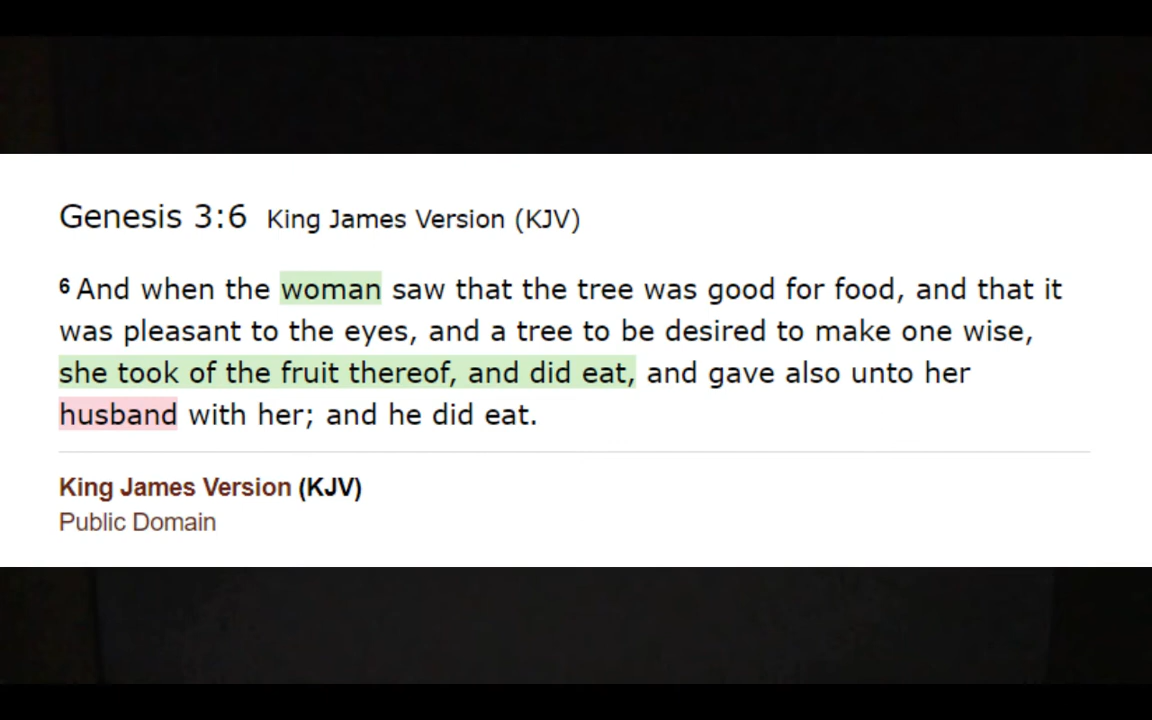 Genesis 3:6 King James Version (KJV)
6 And when the woman saw that the tree was good for food, and that it
was pleasant to the eyes, and a tree to be desired to make one wise,
she took of the fruit thereof, and did eat, and gave also unto her
husband with her; and he did eat.
King James Version (KJV)
Public Domain